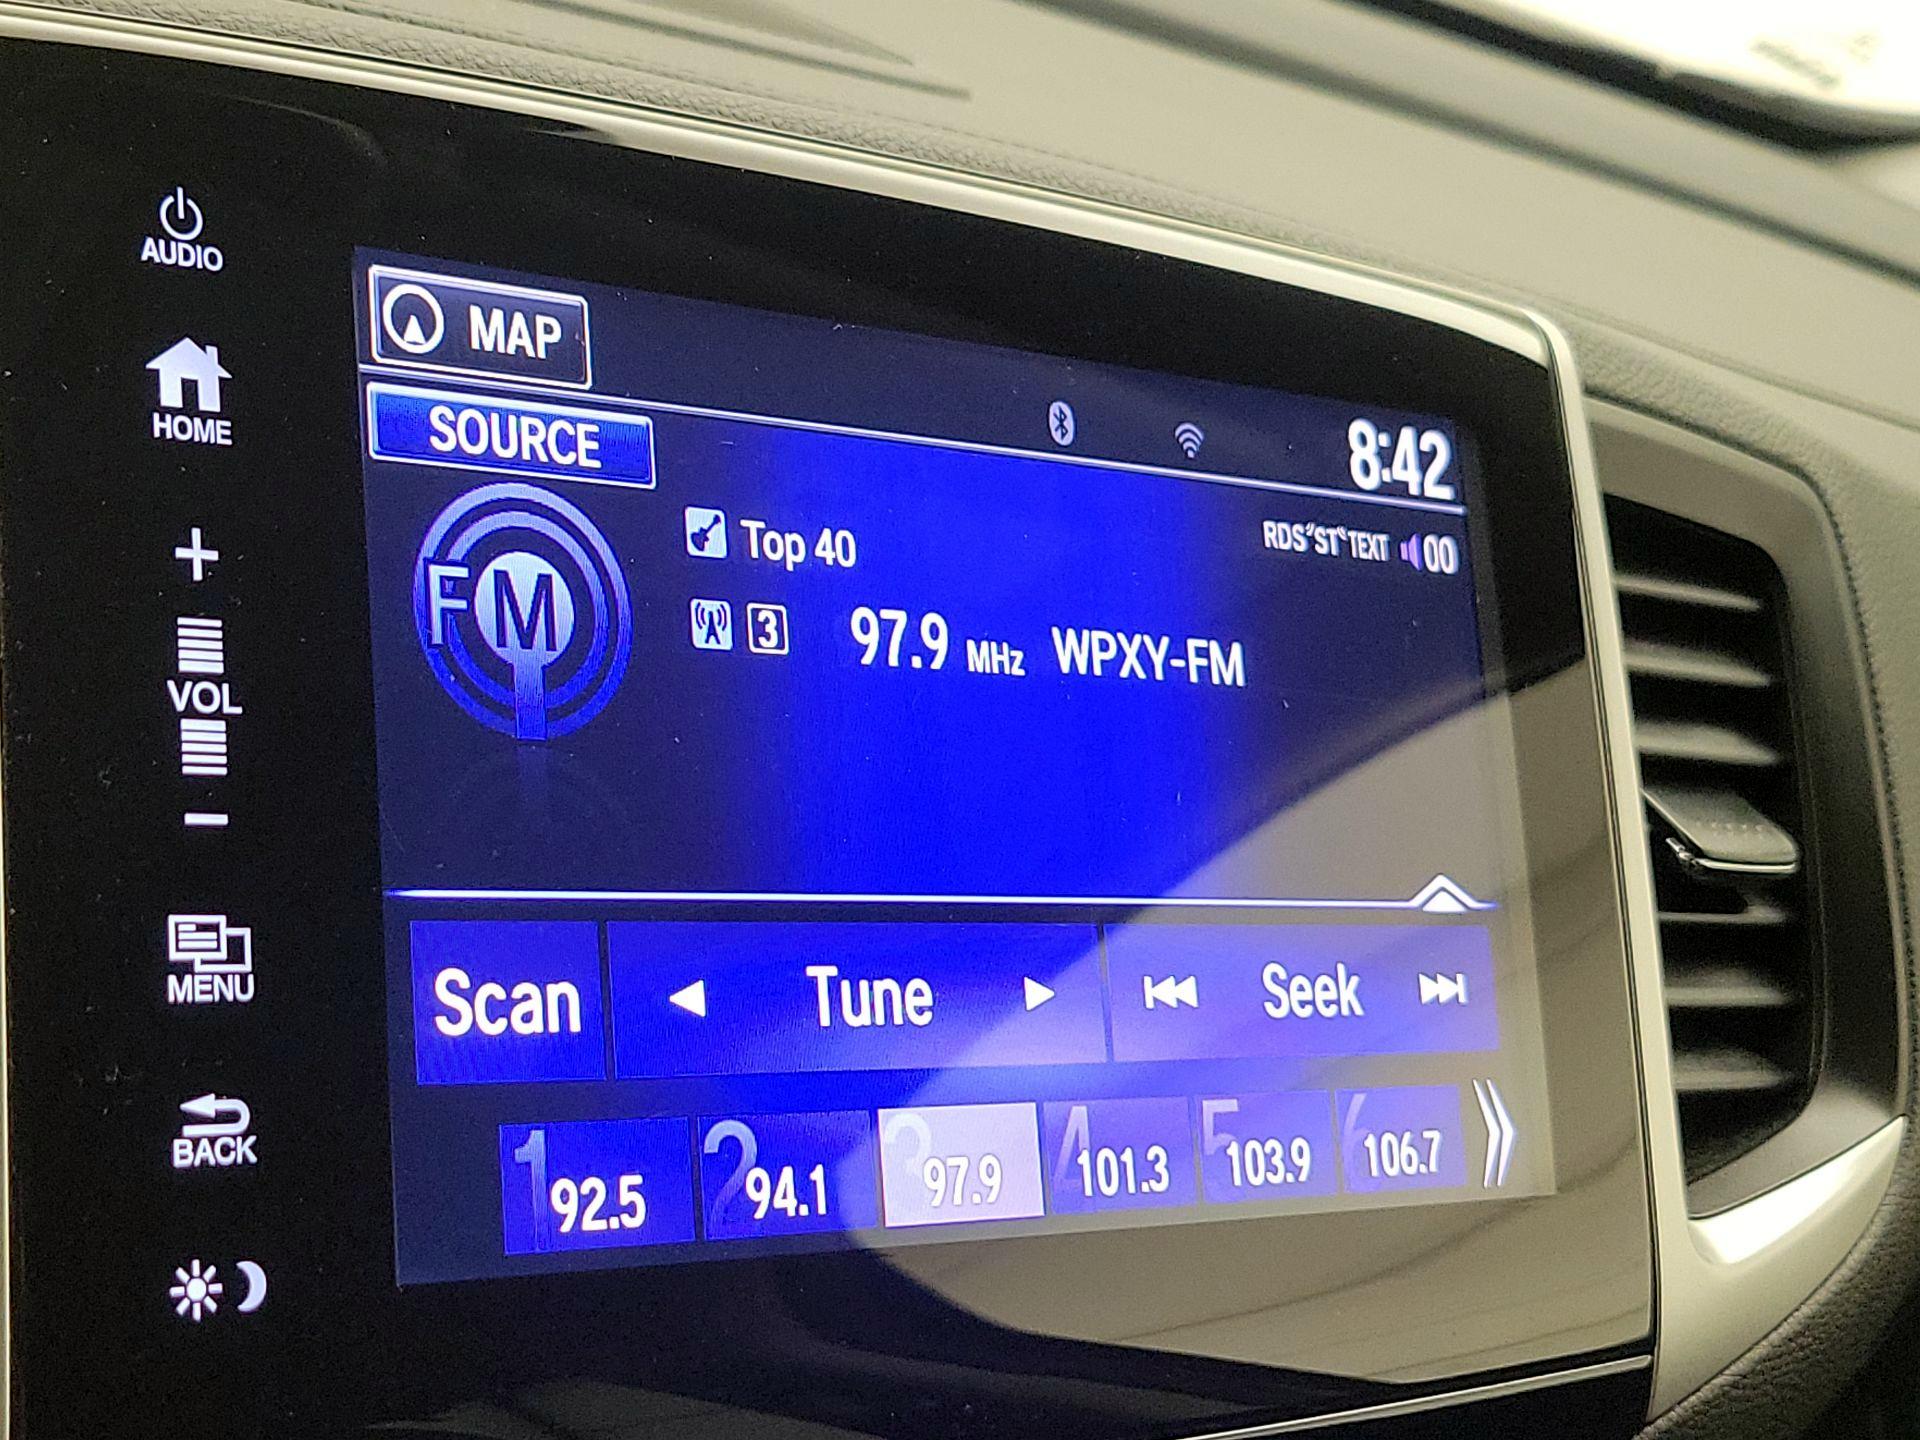 AUDIO
MAP
HOME
SOURCE
8:42
Top 40
RDS "ST" TEXT 00
FM
3 97.9 MHz WPXY-FM
+
VOL
−
MENU
Scan Tune Seek
BACK
1 92.5
2 94.1
3 97.9
4 101.3
5 103.9
6 106.7